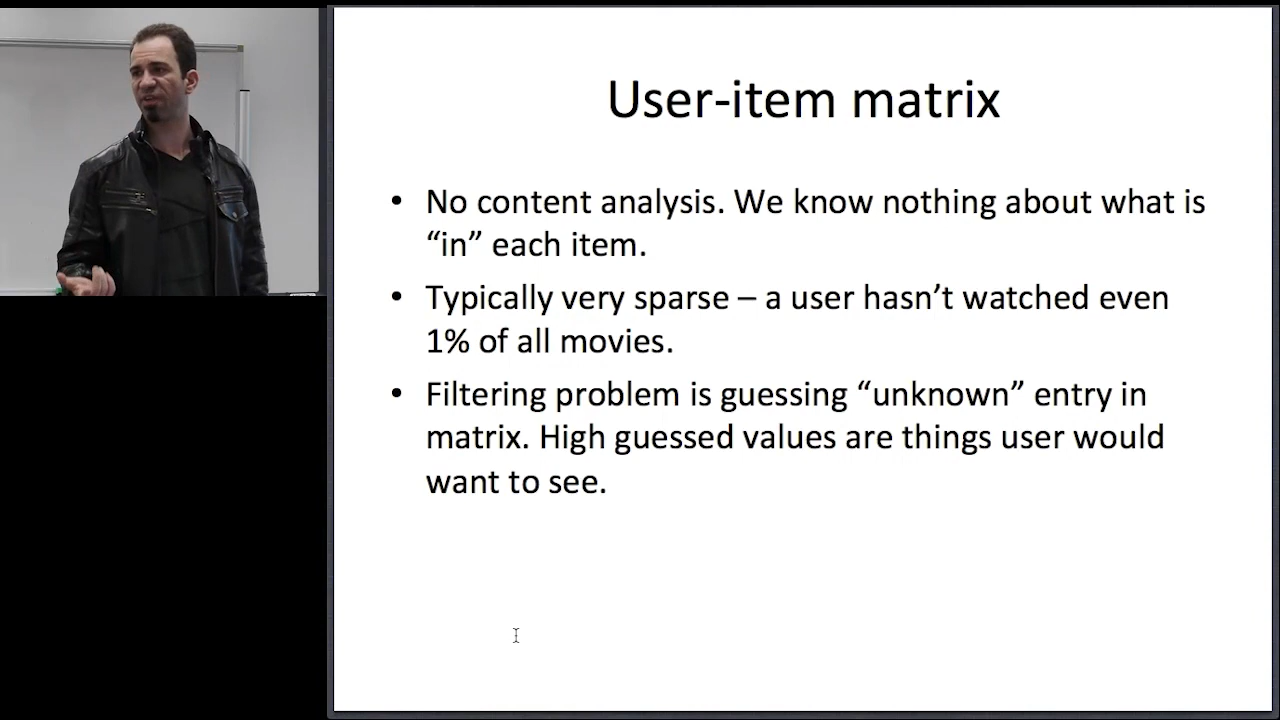 User-item matrix
• No content analysis. We know nothing about what is
“in” each item.
• Typically very sparse – a user hasn’t watched even
1% of all movies.
• Filtering problem is guessing “unknown” entry in
matrix. High guessed values are things user would
want to see.